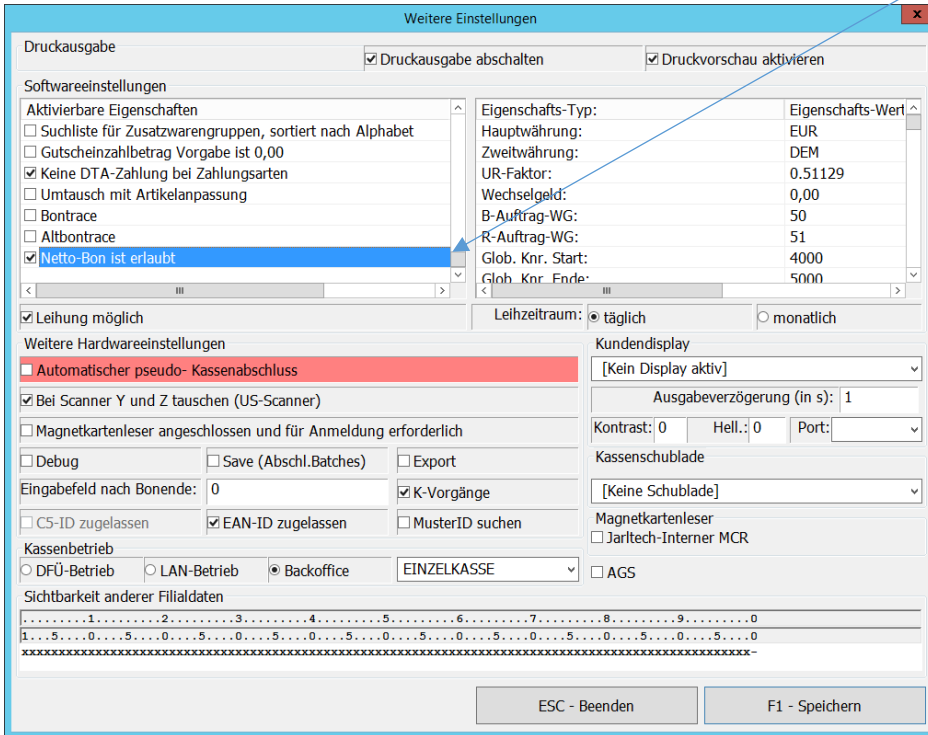 Weitere Einstellungen
x
Druckausgabe
Druckausgabe abschalten
Druckvorschau aktivieren
Softwareeinstellungen
Aktivierbare Eigenschaften
Suchliste für Zusatzwarengruppen, sortiert nach Alphabet
Gutscheinzahlbetrag Vorgabe ist 0,00
Keine DTA-Zahlung bei Zahlungsarten
Umtausch mit Artikelanpassung
Bontrace
Altbontrace
Netto-Bon ist erlaubt
Eigenschafts-Typ: Eigenschafts-Wert
Hauptwährung: EUR
Zweitwährung: DEM
UR-Faktor: 0.51129
Wechselgeld: 0,00
B-Auftrag-WG: 50
R-Auftrag-WG: 51
Glob. Knr. Start: 4000
Glob. Knr. Ende: 5000
Leihung möglich
Leihzeitraum: täglich monatlich
Weitere Hardwareeinstellungen
Automatischer pseudo- Kassenabschluss
Bei Scanner Y und Z tauschen (US-Scanner)
Magnetkartenleser angeschlossen und für Anmeldung erforderlich
Debug Save (Abschl.Batches) Export
Eingabefeld nach Bonende: 0 K-Vorgänge
C5-ID zugelassen EAN-ID zugelassen MusterID suchen
Kundendisplay
[Kein Display aktiv]
Ausgabeverzögerung (in s): 1
Kontrast: 0 Hell.: 0 Port:
Kassenschublade
[Keine Schublade]
Magnetkartenleser
Jarltech-Interner MCR
Kassenbetrieb
DFÜ-Betrieb LAN-Betrieb Backoffice EINZELKASSE
AGS
Sichtbarkeit anderer Filialdaten
.........1.........2.........3.........4.........5.........6.........7.........8.........9.........0
1...5....0....5....0....5....0....5....0....5....0....5....0....5....0....5....0....5....0....5....0
xxxxxxxxxxxxxxxxxxxxxxxxxxxxxxxxxxxxxxxxxxxxxxxxxxxxxxxxxxxxxxxxxxxxxxxxxxxxxxxxxxxxxxxxxxxxxxxxxxx-
ESC - Beenden
F1 - Speichern